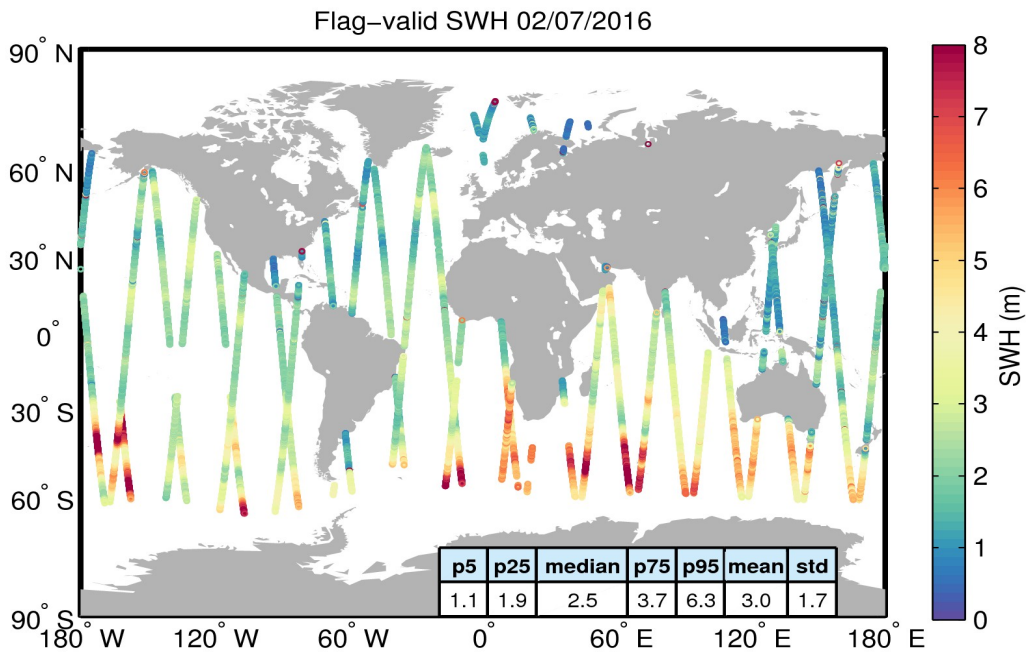 Flag−valid SWH 02/07/2016
90° N
60° N
30° N
0°
30° S
60° S
90° S
180° W
120° W
60° W
0°
60° E
120° E
180° E
p5 p25 median p75 p95 mean std
1.1 1.9 2.5 3.7 6.3 3.0 1.7
8
7
6
5
4
3
2
1
0
SWH (m)